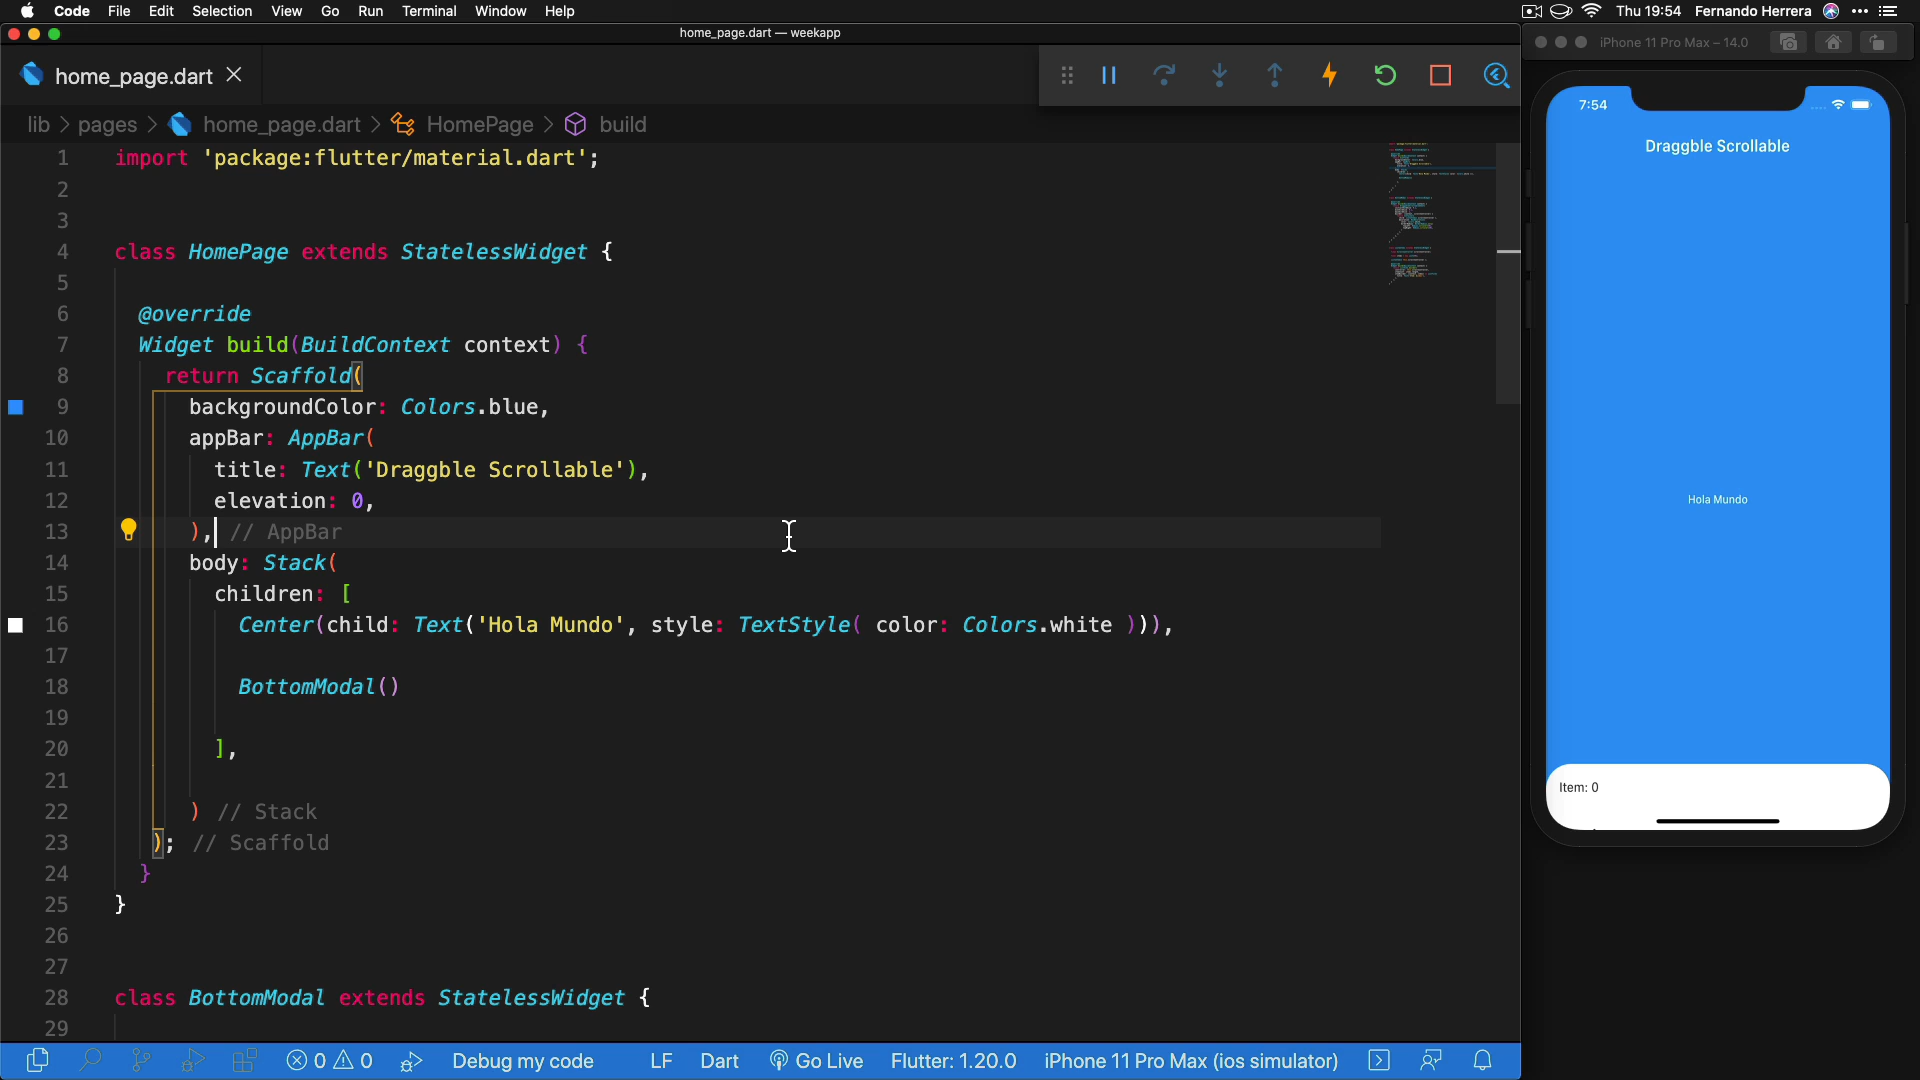 Code File Edit Selection View Go Run Terminal Window Help Thu 19:54 Fernando Herrera
home_page.dart — weekapp
iPhone 11 Pro Max – 14.0
home_page.dart
lib > pages > home_page.dart > HomePage > build
1 import 'package:flutter/material.dart';
2
3
4 class HomePage extends StatelessWidget {
5
6 @override
7 Widget build(BuildContext context) {
8 return Scaffold(
9 backgroundColor: Colors.blue,
10 appBar: AppBar(
11 title: Text('Draggble Scrollable'),
12 elevation: 0,
13 ), // AppBar
14 body: Stack(
15 children: [
16 Center(child: Text('Hola Mundo', style: TextStyle( color: Colors.white ))),
17
18 BottomModal()
19
20 ],
21
22 ) // Stack
23 ); // Scaffold
24 }
25 }
26
27
28 class BottomModal extends StatelessWidget {
29
7:54
Draggble Scrollable
Hola Mundo
Item: 0
0 0 Debug my code LF Dart Go Live Flutter: 1.20.0 iPhone 11 Pro Max (ios simulator)